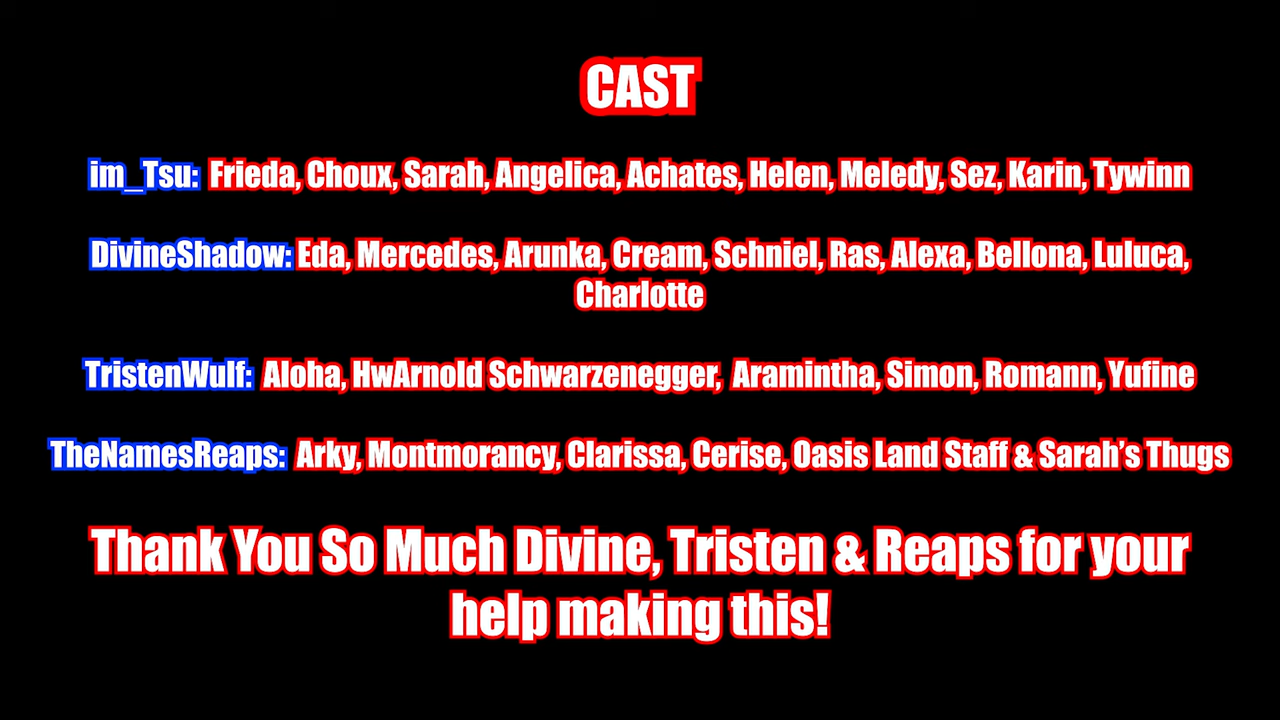 CAST
im_Tsu: Frieda, Choux, Sarah, Angelica, Achates, Helen, Meledy, Sez, Karin, Tywinn
DivineShadow: Eda, Mercedes, Arunka, Cream, Schniel, Ras, Alexa, Bellona, Luluca,
Charlotte
TristenWulf: Aloha, HwArnold Schwarzenegger, Aramintha, Simon, Romann, Yufine
TheNamesReaps: Arky, Montmorancy, Clarissa, Cerise, Oasis Land Staff & Sarah’s Thugs
Thank You So Much Divine, Tristen & Reaps for your
help making this!